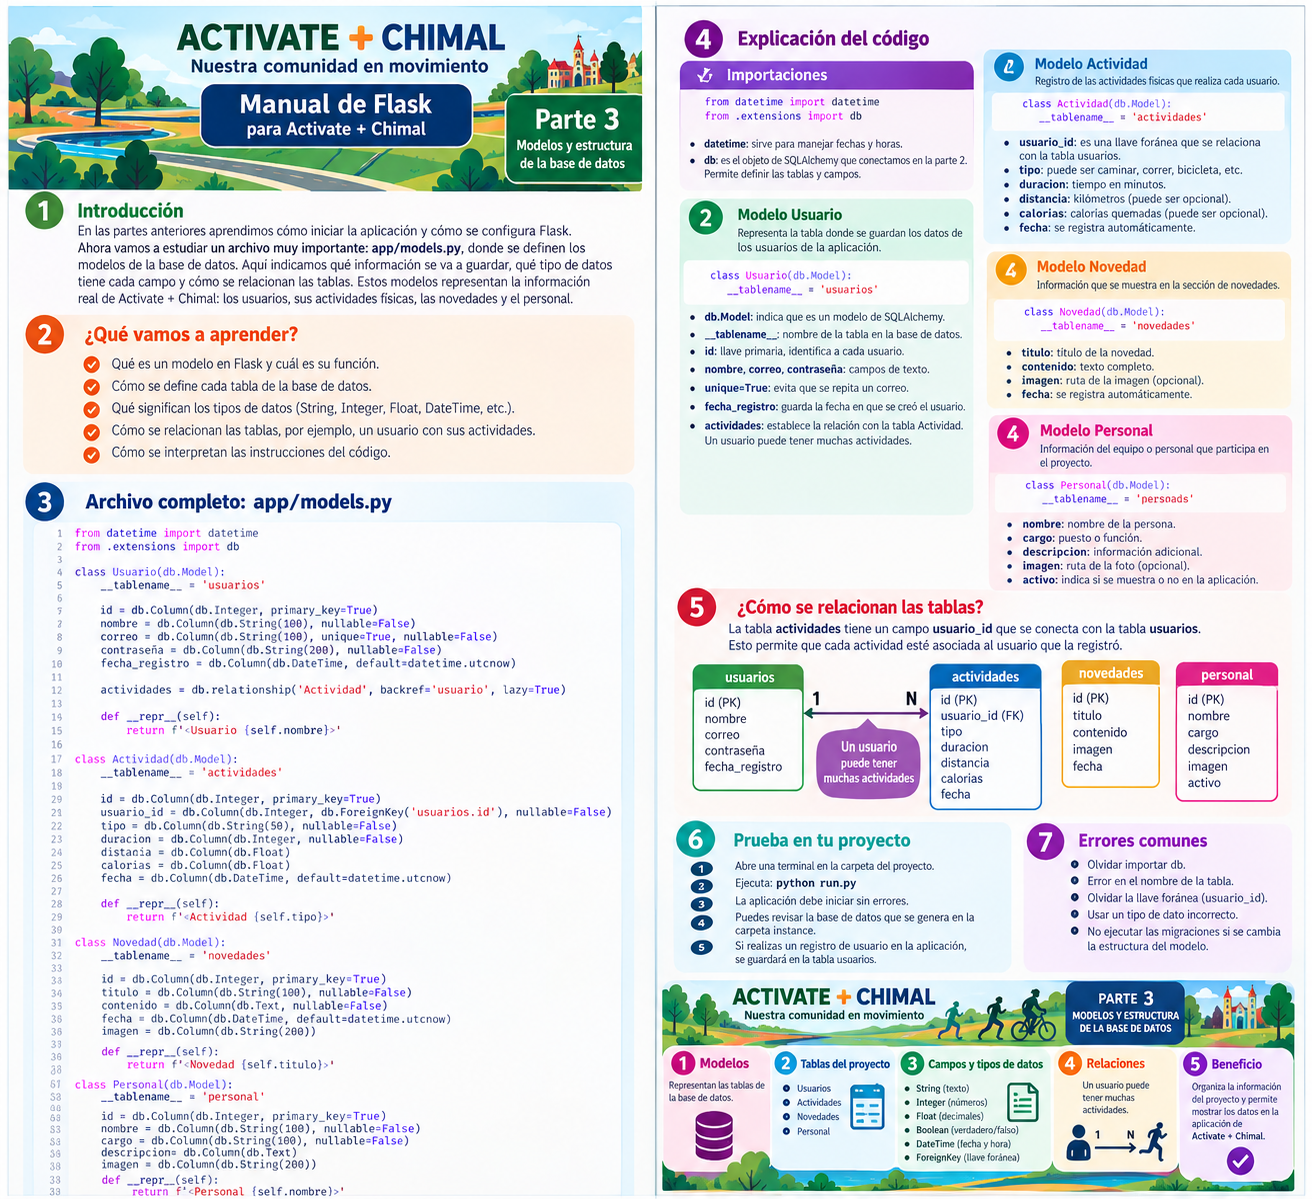 ACTIVATE + CHIMAL
Nuestra comunidad en movimiento
Manual de Flask
para Activate + Chimal
Parte 3
Modelos y estructura
de la base de datos
1 Introducción
En las partes anteriores aprendimos cómo iniciar la aplicación y cómo se configura Flask.
Ahora vamos a estudiar un archivo muy importante: app/models.py, donde se definen los
modelos de la base de datos. Aquí indicamos qué información se va a guardar, qué tipo de datos
tiene cada campo y cómo se relacionan las tablas. Estos modelos representan la información
real de Activate + Chimal: los usuarios, sus actividades físicas, las novedades y el personal.
2 ¿Qué vamos a aprender?
Qué es un modelo en Flask y cuál es su función.
Cómo se define cada tabla de la base de datos.
Qué significan los tipos de datos (String, Integer, Float, DateTime, etc.).
Cómo se relacionan las tablas, por ejemplo, un usuario con sus actividades.
Cómo se interpretan las instrucciones del código.
3 Archivo completo: app/models.py
1 from datetime import datetime
2 from .extensions import db
3
4 class Usuario(db.Model):
5 __tablename__ = 'usuarios'
6
id = db.Column(db.Integer, primary_key=True)
nombre = db.Column(db.String(100), nullable=False)
8 correo = db.Column(db.String(100), unique=True, nullable=False)
9 contraseña = db.Column(db.String(200), nullable=False)
10 fecha_registro = db.Column(db.DateTime, default=datetime.utcnow)
11
12 actividades = db.relationship('Actividad', backref='usuario', lazy=True)
13
14 def __repr__(self):
15 return f'<Usuario {self.nombre}>'
16
17 class Actividad(db.Model):
18 __tablename__ = 'actividades'
19
29 id = db.Column(db.Integer, primary_key=True)
21 usuario_id = db.Column(db.Integer, db.ForeignKey('usuarios.id'), nullable=False)
22 tipo = db.Column(db.String(50), nullable=False)
23 duracion = db.Column(db.Integer, nullable=False)
24 distancia = db.Column(db.Float)
25 calorias = db.Column(db.Float)
26 fecha = db.Column(db.DateTime, default=datetime.utcnow)
27
28 def __repr__(self):
29 return f'<Actividad {self.tipo}>'
30
31 class Novedad(db.Model):
32 __tablename__ = 'novedades'
33
id = db.Column(db.Integer, primary_key=True)
titulo = db.Column(db.String(100), nullable=False)
contenido = db.Column(db.Text, nullable=False)
fecha = db.Column(db.DateTime, default=datetime.utcnow)
imagen = db.Column(db.String(200))
def __repr__(self):
return f'<Novedad {self.titulo}>'
class Personal(db.Model):
__tablename__ = 'personal'
id = db.Column(db.Integer, primary_key=True)
nombre = db.Column(db.String(100), nullable=False)
cargo = db.Column(db.String(100), nullable=False)
descripcion= db.Column(db.Text)
imagen = db.Column(db.String(200))
def __repr__(self):
return f'<Personal {self.nombre}>'
4 Explicación del código
Importaciones
from datetime import datetime
from .extensions import db
datetime: sirve para manejar fechas y horas.
db: es el objeto de SQLAlchemy que conectamos en la parte 2.
Permite definir las tablas y campos.
2 Modelo Usuario
Representa la tabla donde se guardan los datos de
los usuarios de la aplicación.
class Usuario(db.Model):
__tablename__ = 'usuarios'
db.Model: indica que es un modelo de SQLAlchemy.
__tablename__: nombre de la tabla en la base de datos.
id: llave primaria, identifica a cada usuario.
nombre, correo, contraseña: campos de texto.
unique=True: evita que se repita un correo.
fecha_registro: guarda la fecha en que se creó el usuario.
actividades: establece la relación con la tabla Actividad.
Un usuario puede tener muchas actividades.
Modelo Actividad
Registro de las actividades físicas que realiza cada usuario.
class Actividad(db.Model):
__tablename__ = 'actividades'
usuario_id: es una llave foránea que se relaciona
con la tabla usuarios.
tipo: puede ser caminar, correr, bicicleta, etc.
duracion: tiempo en minutos.
distancia: kilómetros (puede ser opcional).
calorias: calorías quemadas (puede ser opcional).
fecha: se registra automáticamente.
4 Modelo Novedad
Información que se muestra en la sección de novedades.
class Novedad(db.Model):
__tablename__ = 'novedades'
titulo: título de la novedad.
contenido: texto completo.
imagen: ruta de la imagen (opcional).
fecha: se registra automáticamente.
4 Modelo Personal
Información del equipo o personal que participa en
el proyecto.
class Personal(db.Model):
__tablename__ = 'persnads'
nombre: nombre de la persona.
cargo: puesto o función.
descripcion: información adicional.
imagen: ruta de la foto (opcional).
activo: indica si se muestra o no en la aplicación.
5 ¿Cómo se relacionan las tablas?
La tabla actividades tiene un campo usuario_id que se conecta con la tabla usuarios.
Esto permite que cada actividad esté asociada al usuario que la registró.
usuarios
id (PK)
nombre
correo
contraseña
fecha_registro
1 N
Un usuario
puede tener
muchas actividades
actividades
id (PK)
usuario_id (FK)
tipo
duracion
distancia
calorias
fecha
novedades
id (PK)
titulo
contenido
imagen
fecha
personal
id (PK)
nombre
cargo
descripcion
imagen
activo
6 Prueba en tu proyecto
1 Abre una terminal en la carpeta del proyecto.
2 Ejecuta: python run.py
3 La aplicación debe iniciar sin errores.
4 Puedes revisar la base de datos que se genera en la
carpeta instance.
5 Si realizas un registro de usuario en la aplicación,
se guardará en la tabla usuarios.
7 Errores comunes
Olvidar importar db.
Error en el nombre de la tabla.
Olvidar la llave foránea (usuario_id).
Usar un tipo de dato incorrecto.
No ejecutar las migraciones si se cambia
la estructura del modelo.
ACTIVATE + CHIMAL
Nuestra comunidad en movimiento
PARTE 3
MODELOS Y ESTRUCTURA
DE LA BASE DE DATOS
1 Modelos
Representan las tablas de
la base de datos.
2 Tablas del proyecto
Usuarios
Actividades
Novedades
Personal
3 Campos y tipos de datos
String (texto)
Integer (números)
Float (decimales)
Boolean (verdadero/falso)
DateTime (fecha y hora)
ForeignKey (llave foránea)
4 Relaciones
Un usuario puede
tener muchas
actividades.
1 N
5 Beneficio
Organiza la información
del proyecto y permite
mostrar los datos en la
aplicación de
Activate + Chimal.